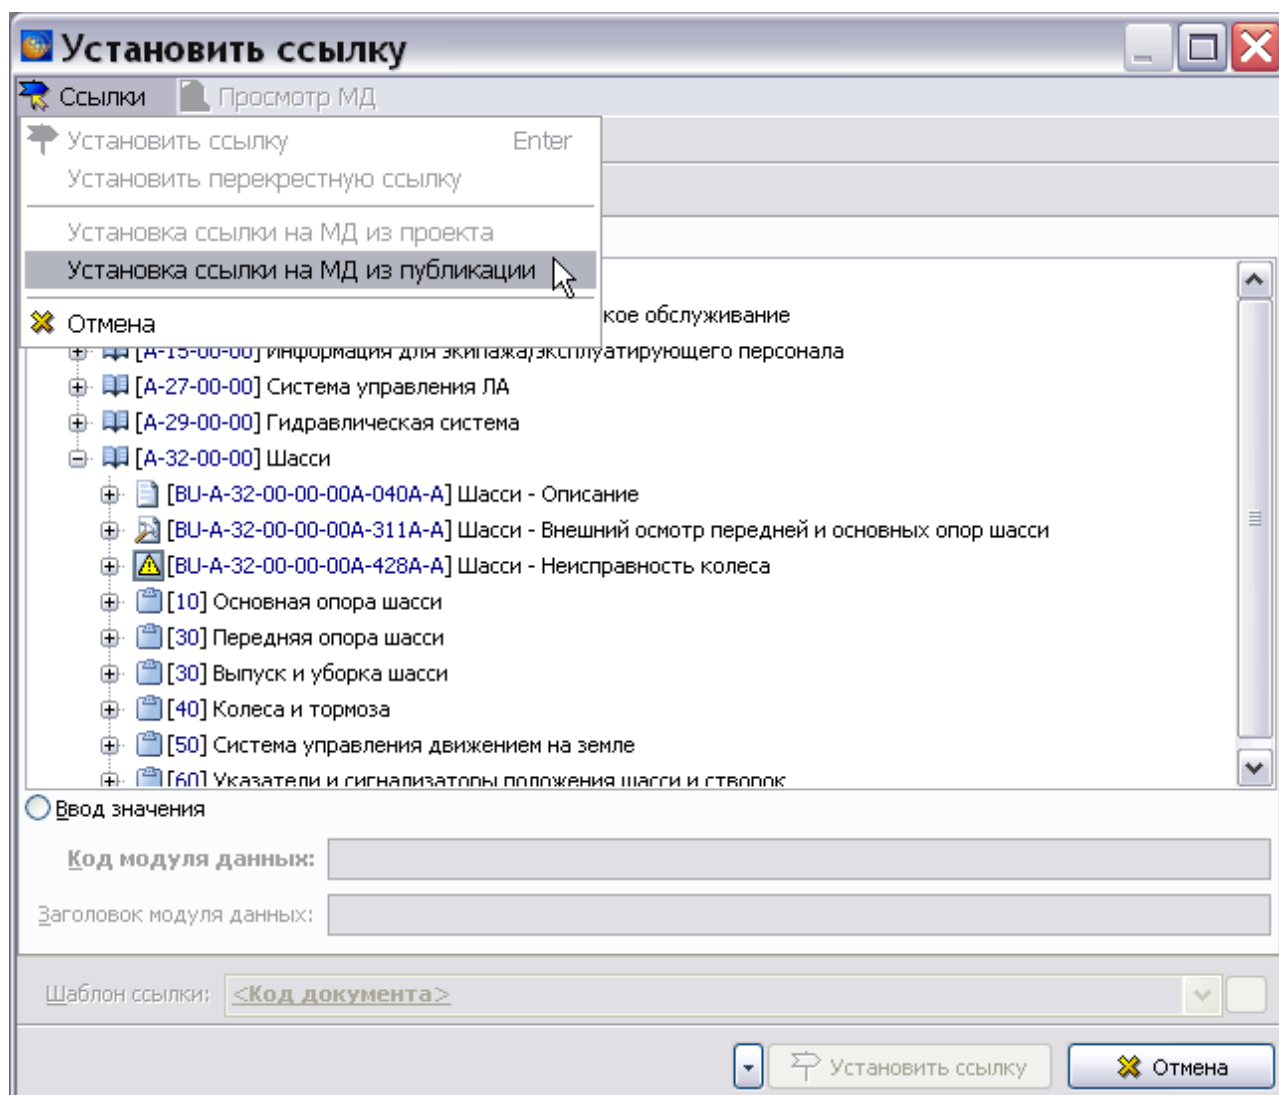 Установить ссылку
Ссылки Просмотр МД
Установить ссылку Enter
Установить перекрестную ссылку
Установка ссылки на МД из проекта
Установка ссылки на МД из публикации
Отмена
кое обслуживание
[A-15-00-00] Информация для экипажа/эксплуатирующего персонала
[A-27-00-00] Система управления ЛА
[A-29-00-00] Гидравлическая система
[A-32-00-00] Шасси
[BU-A-32-00-00-00A-040A-A] Шасси - Описание
[BU-A-32-00-00-00A-311A-A] Шасси - Внешний осмотр передней и основных опор шасси
[BU-A-32-00-00-00A-428A-A] Шасси - Неисправность колеса
[10] Основная опора шасси
[30] Передняя опора шасси
[30] Выпуск и уборка шасси
[40] Колеса и тормоза
[50] Система управления движением на земле
[60] Указатели и сигнализаторы положения шасси и створок
Ввод значения
Код модуля данных:
Заголовок модуля данных:
Шаблон ссылки: <Код документа>
Установить ссылку Отмена